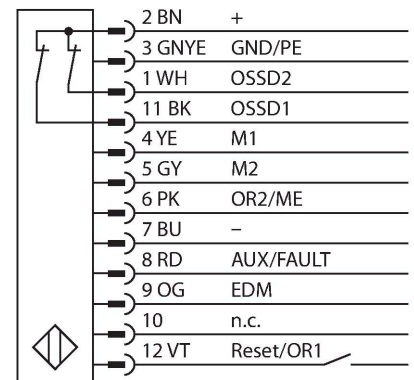 2 BN +
3 GNYE GND/PE
1 WH OSSD2
11 BK OSSD1
4 YE M1
5 GY M2
6 PK OR2/ME
7 BU –
8 RD AUX/FAULT
9 OG EDM
10 n.c.
12 VT Reset/OR1